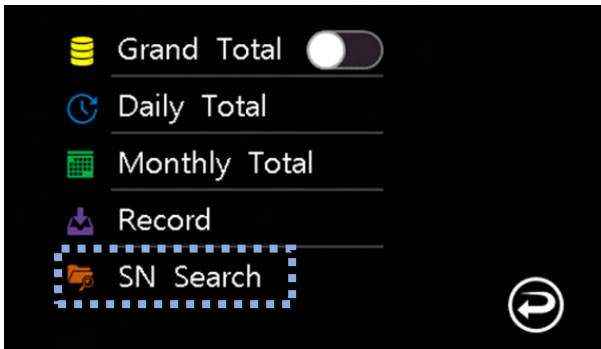 Grand Total
Daily Total
Monthly Total
Record
SN Search